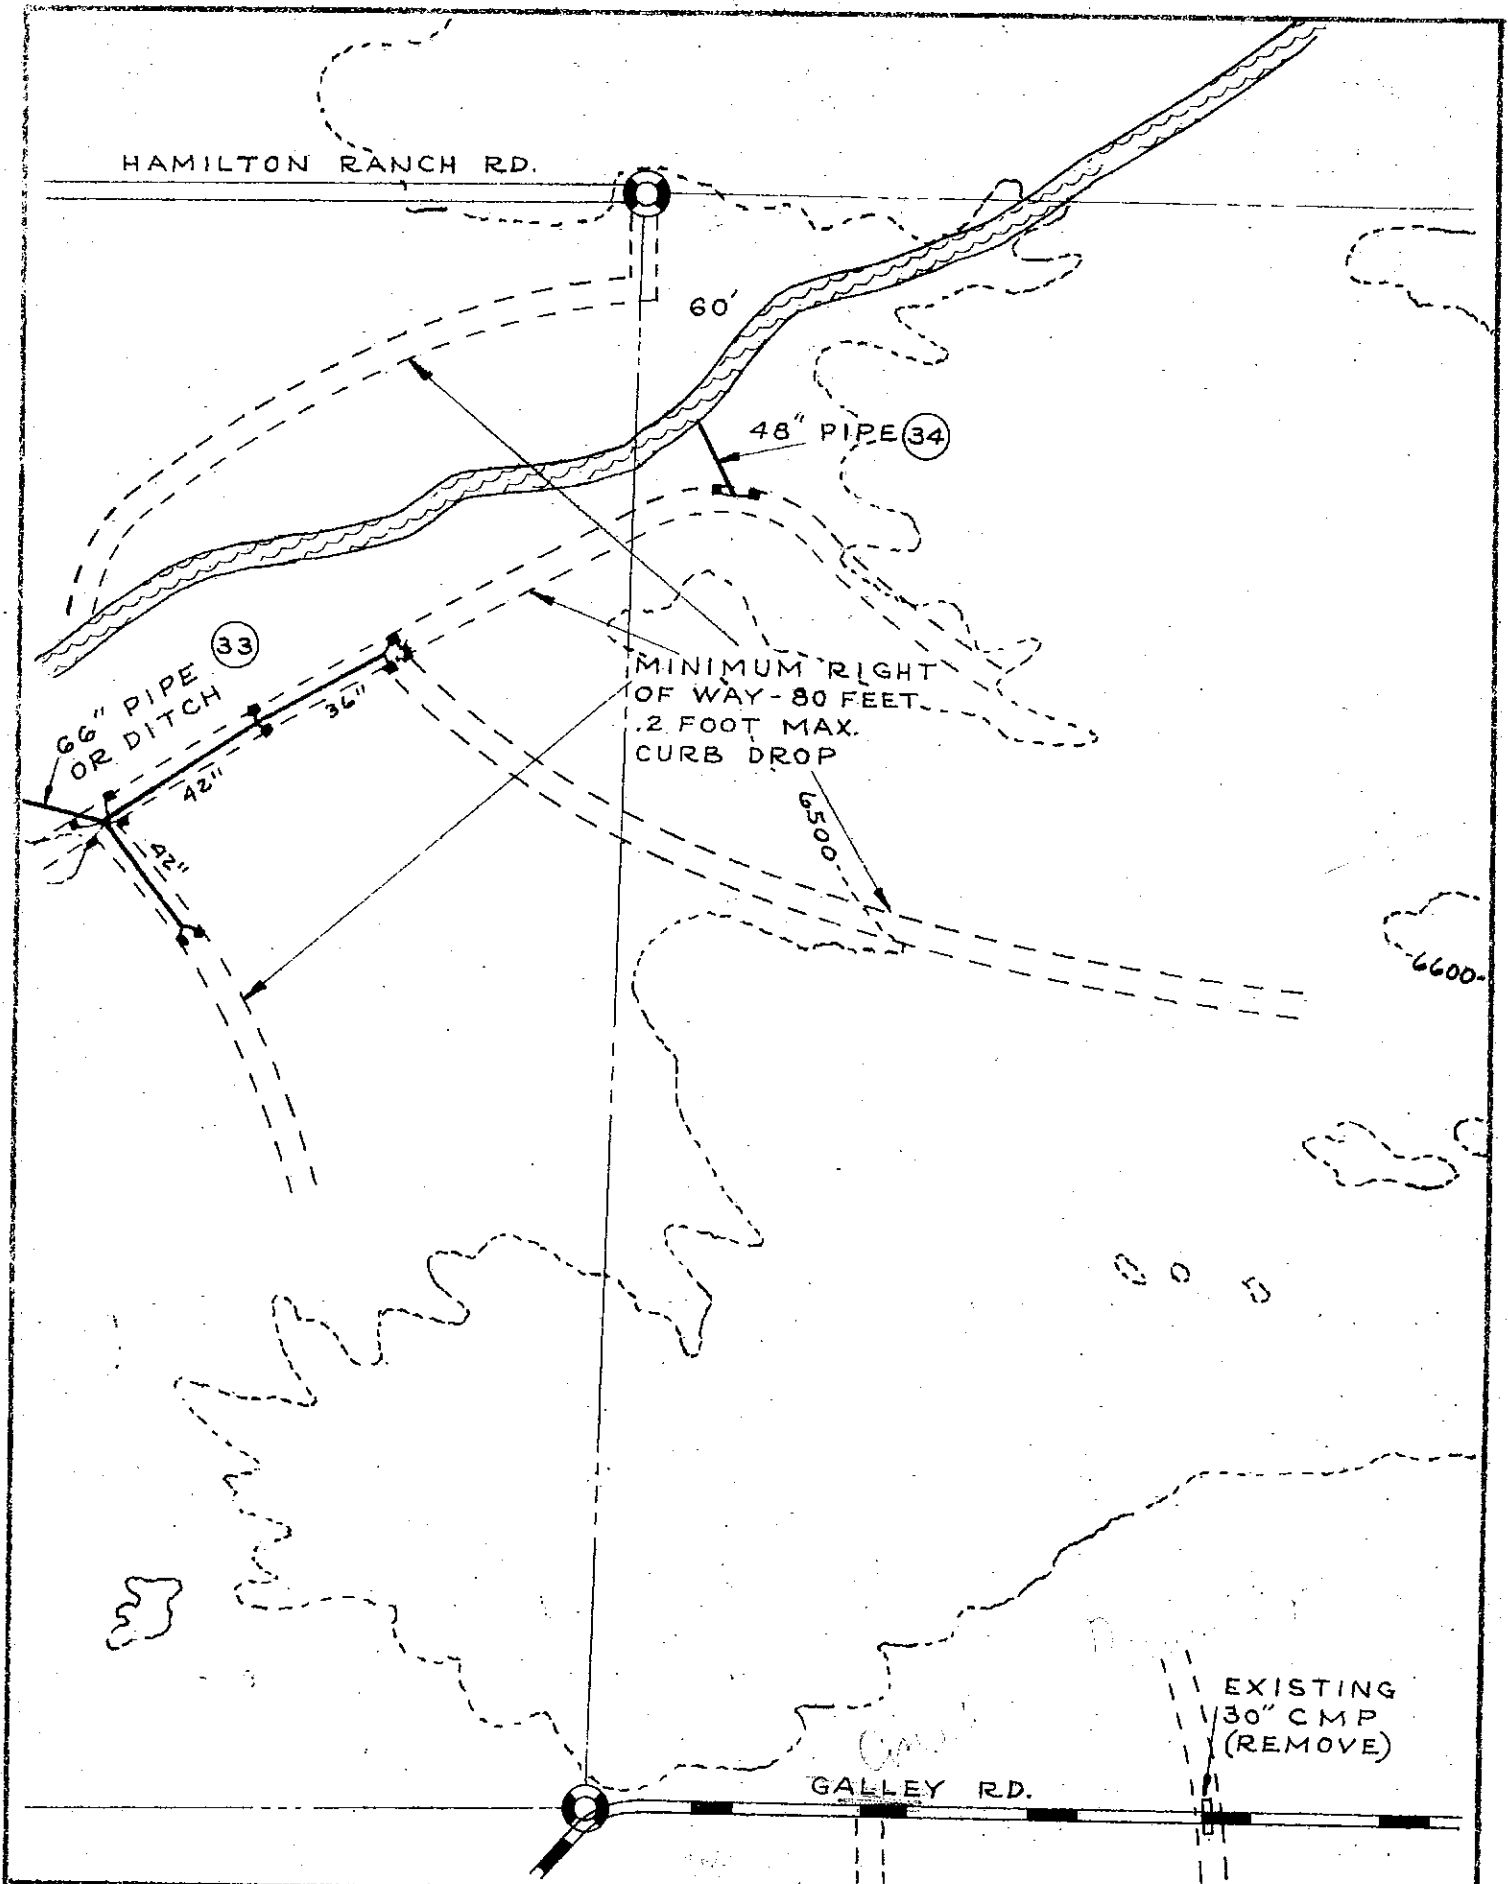 HAMILTON RANCH RD.
60'
48" PIPE 34
33
66" PIPE
OR DITCH
36"
42"
42"
MINIMUM RIGHT
OF WAY - 80 FEET
.2 FOOT MAX.
CURB DROP
6500
6600
EXISTING
30" CMP
(REMOVE)
GALLEY RD.